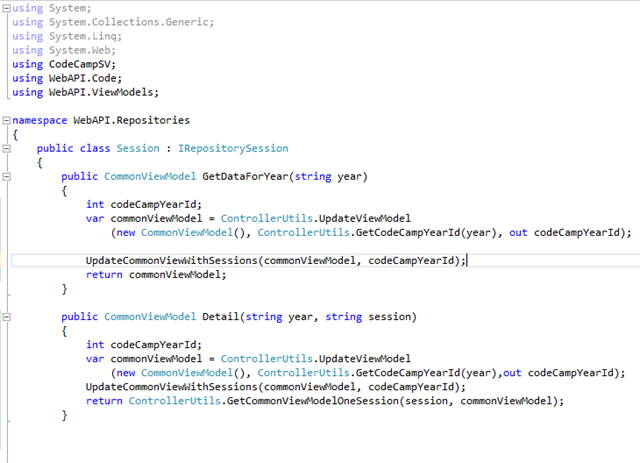 using System;
using System.Collections.Generic;
using System.Linq;
using System.Web;
using CodeCampSV;
using WebAPI.Code;
using WebAPI.ViewModels;
namespace WebAPI.Repositories
{
public class Session : IRepositorySession
{
public CommonViewModel GetDataForYear(string year)
{
int codeCampYearId;
var commonViewModel = ControllerUtils.UpdateViewModel
(new CommonViewModel(), ControllerUtils.GetCodeCampYearId(year), out codeCampYearId);
UpdateCommonViewWithSessions(commonViewModel, codeCampYearId);
return commonViewModel;
}
public CommonViewModel Detail(string year, string session)
{
int codeCampYearId;
var commonViewModel = ControllerUtils.UpdateViewModel
(new CommonViewModel(), ControllerUtils.GetCodeCampYearId(year),out codeCampYearId);
UpdateCommonViewWithSessions(commonViewModel, codeCampYearId);
return ControllerUtils.GetCommonViewModelOneSession(session, commonViewModel);
}